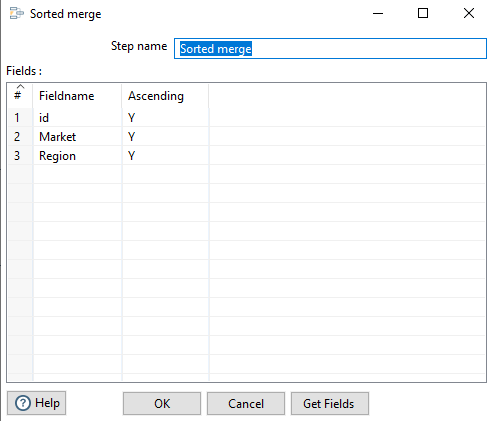 Sorted merge
Step name Sorted merge
Fields :
# Fieldname Ascending
1 id Y
2 Market Y
3 Region Y
Help OK Cancel Get Fields